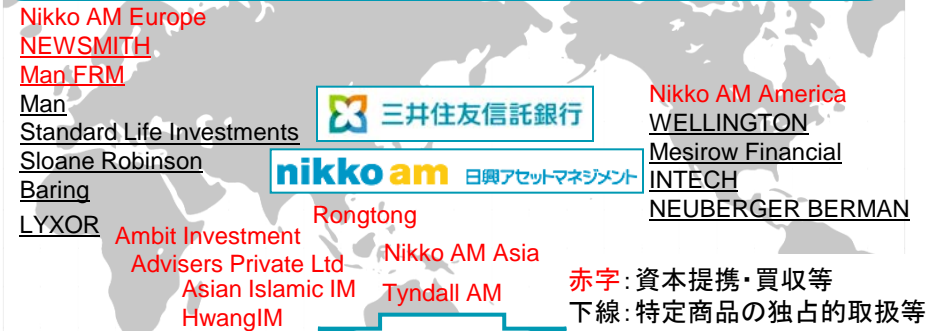 Nikko AM Europe
NEWSMITH
Man FRM
Man
Standard Life Investments
Sloane Robinson
Baring
LYXOR
三井住友信託銀行
nikko am 日興アセットマネジメント
Nikko AM America
WELLINGTON
Mesirow Financial
INTECH
NEUBERGER BERMAN
Rongtong
Ambit Investment
Advisers Private Ltd
Asian Islamic IM
HwangIM
Nikko AM Asia
Tyndall AM
赤字：資本提携・買収等
下線：特定商品の独占的取扱等